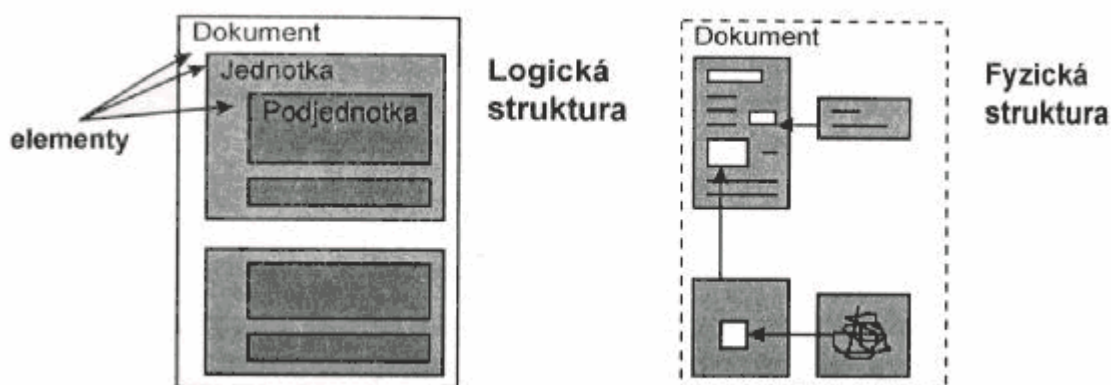 Dokument
Jednotka
Podjednotka
elementy
Logická
struktura
Dokument
Fyzická
struktura